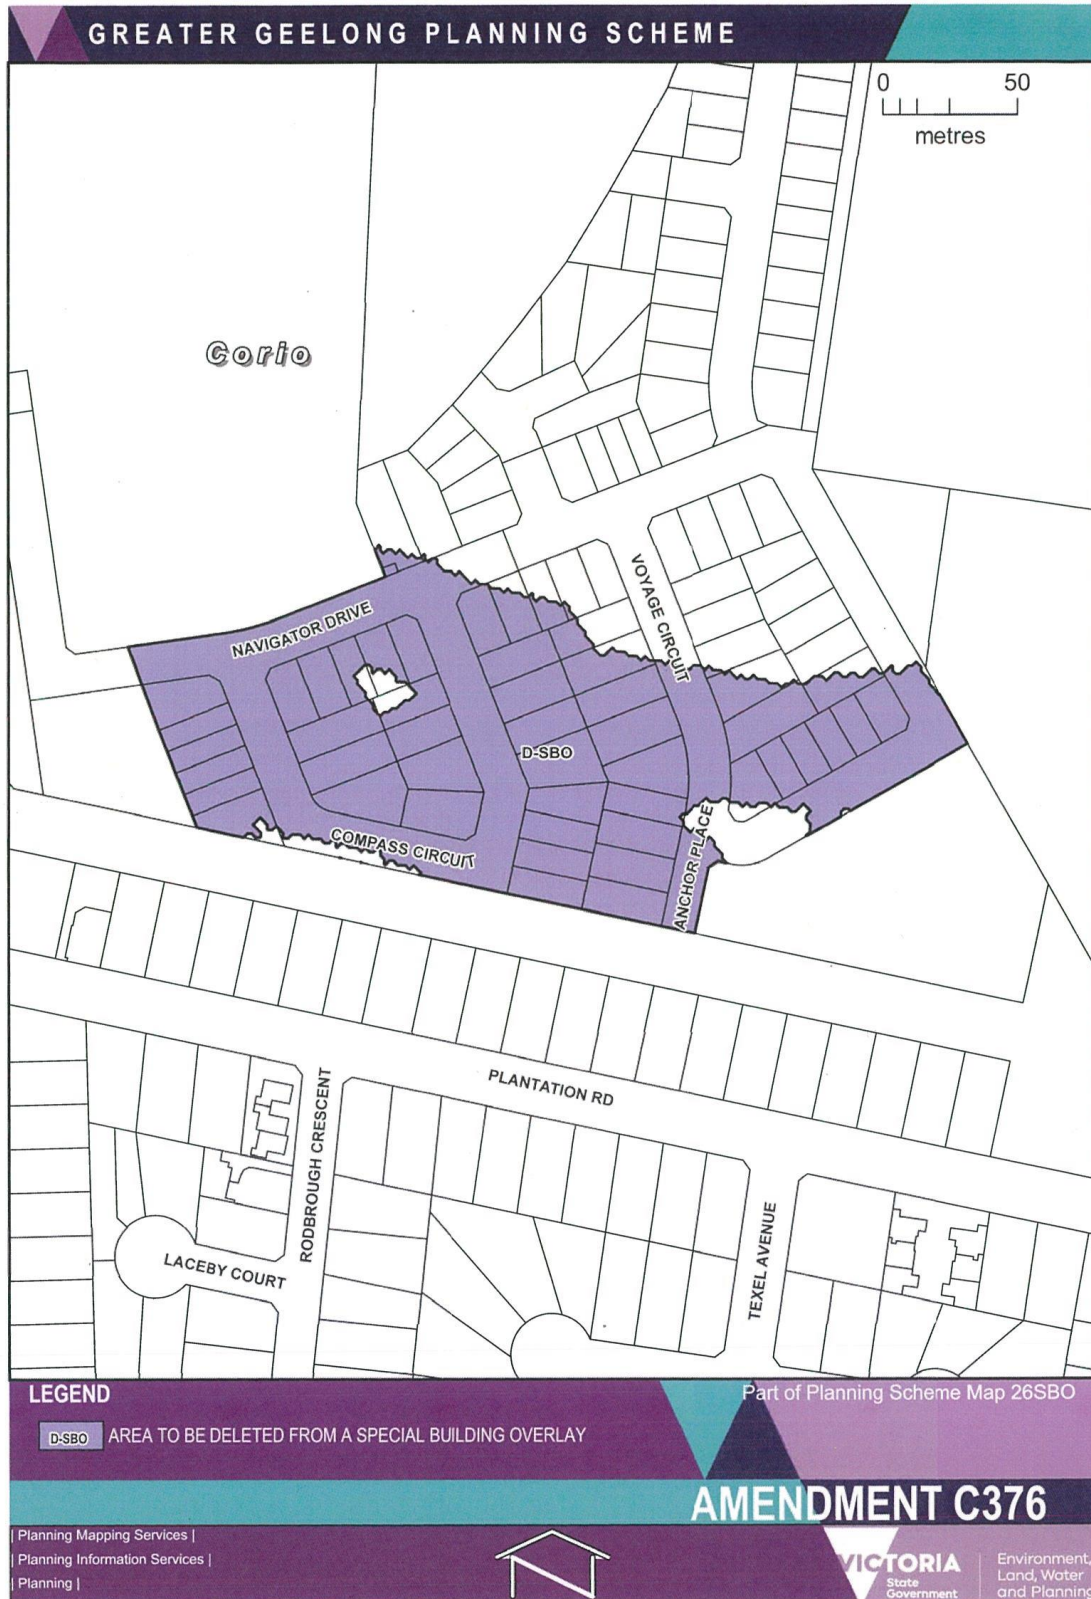 GREATER GEELONG PLANNING SCHEME
0 50
metres
Corio
NAVIGATOR DRIVE
VOYAGE CIRCUIT
D-SBO
COMPASS CIRCUIT
ANCHOR PLACE
PLANTATION RD
RODBROUGH CRESCENT
TEXEL AVENUE
LACEBY COURT
LEGEND
Part of Planning Scheme Map 26SBO
D-SBO AREA TO BE DELETED FROM A SPECIAL BUILDING OVERLAY
AMENDMENT C376
| Planning Mapping Services |
| Planning Information Services |
| Planning |
N
VICTORIA
State
Government
Environment,
Land, Water
and Planning